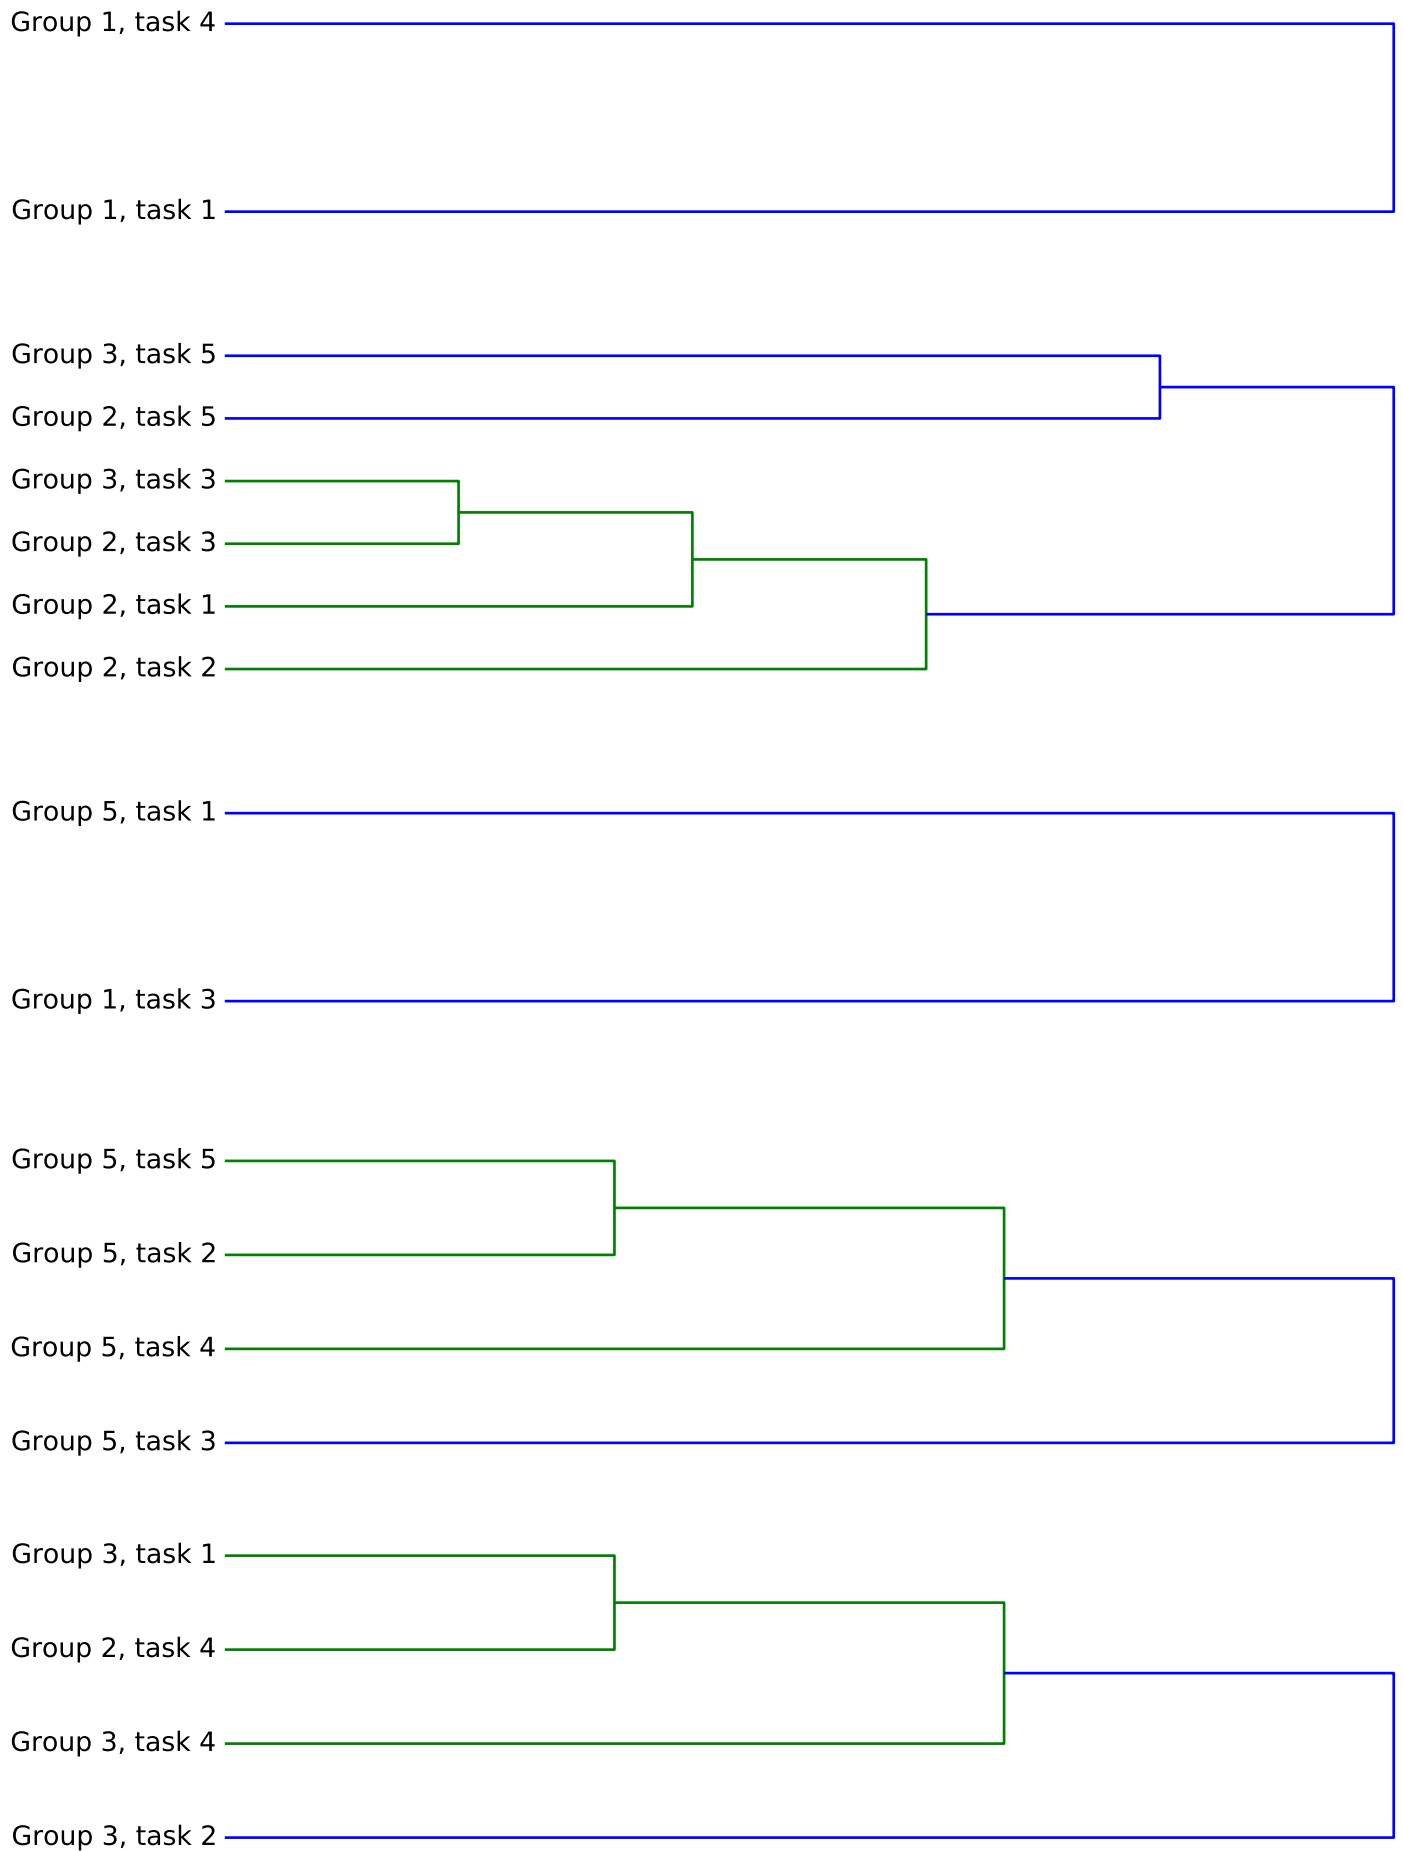 Group 1, task 4
Group 1, task 1
Group 3, task 5
Group 2, task 5
Group 3, task 3
Group 2, task 3
Group 2, task 1
Group 2, task 2
Group 5, task 1
Group 1, task 3
Group 5, task 5
Group 5, task 2
Group 5, task 4
Group 5, task 3
Group 3, task 1
Group 2, task 4
Group 3, task 4
Group 3, task 2